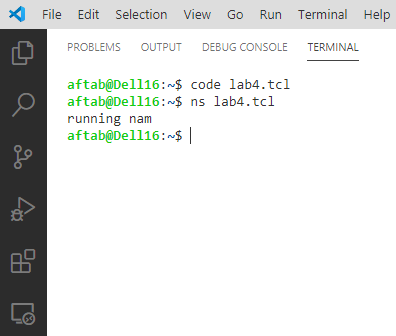 File Edit Selection View Go Run Terminal Help
PROBLEMS OUTPUT DEBUG CONSOLE TERMINAL
aftab@Dell16:~$ code lab4.tcl
aftab@Dell16:~$ ns lab4.tcl
running nam
aftab@Dell16:~$